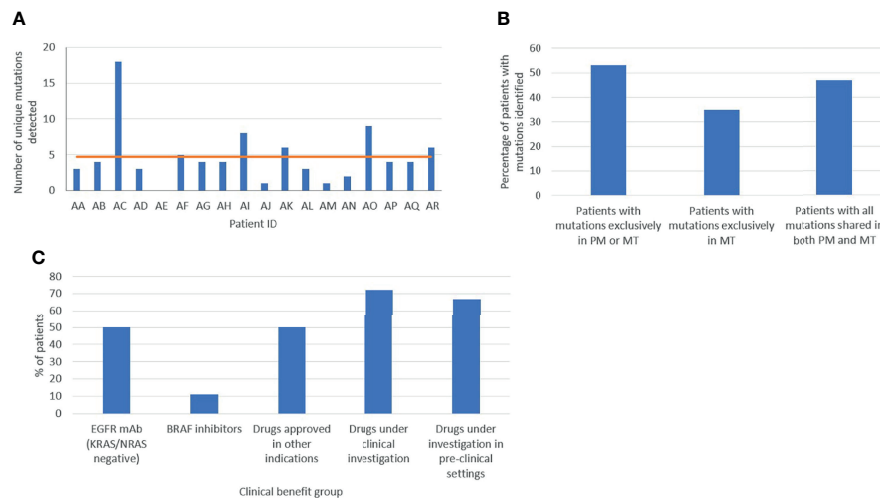 A
Number of unique mutations
detected
20
15
10
5
0
AA AB AC AD AE AF AG AH AI AJ AK AL AM AN AO AP AQ AR
Patient ID
B
Percentage of patients with
mutations identified
60
50
40
30
20
10
0
Patients with
mutations exclusively
in PM or MT
Patients with
mutations exclusively
in MT
Patients with all
mutations shared in
both PM and MT
C
% of patients
80
70
60
50
40
30
20
10
0
EGFR mAb
(KRAS/NRAS
negative)
BRAF inhibitors
Drugs approved
in other
indications
Drugs under
clinical
investigation
Drugs under
investigation in
pre-clinical
settings
Clinical benefit group